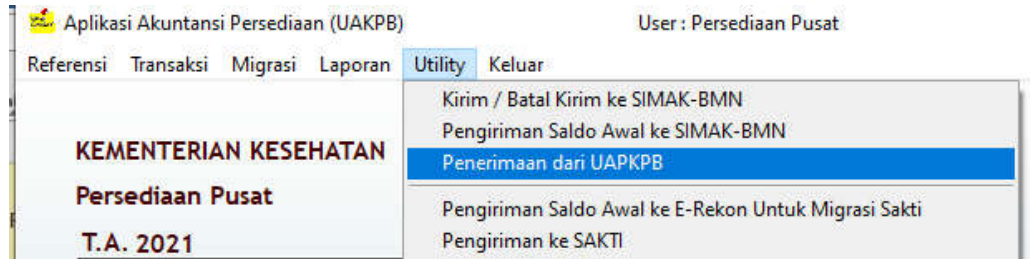 Aplikasi Akuntansi Persediaan (UAKPB) User : Persediaan Pusat
Referensi Transaksi Migrasi Laporan Utility Keluar
Kirim / Batal Kirim ke SIMAK-BMN
Pengiriman Saldo Awal ke SIMAK-BMN
Penerimaan dari UAPKPB
Pengiriman Saldo Awal ke E-Rekon Untuk Migrasi Sakti
Pengiriman ke SAKTI
KEMENTERIAN KESEHATAN
Persediaan Pusat
T.A. 2021